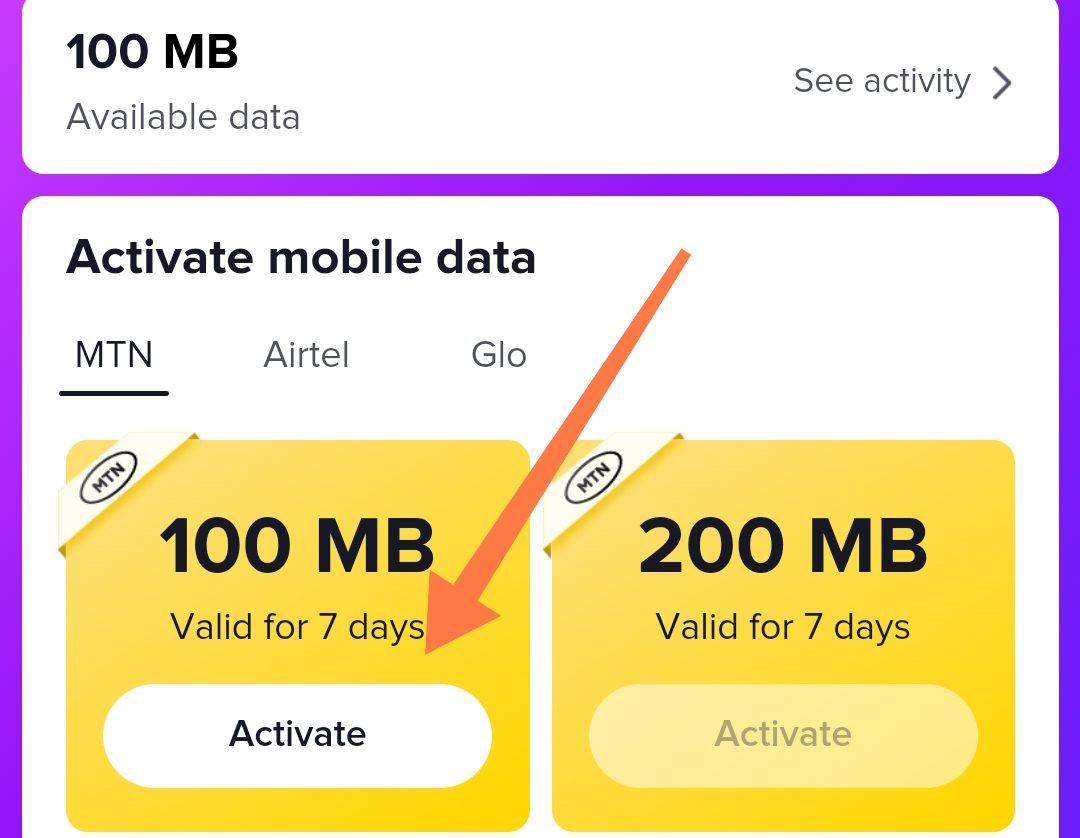 100 MB
Available data
See activity
Activate mobile data
MTN Airtel Glo
MTN
100 MB
Valid for 7 days
Activate
MTN
200 MB
Valid for 7 days
Activate